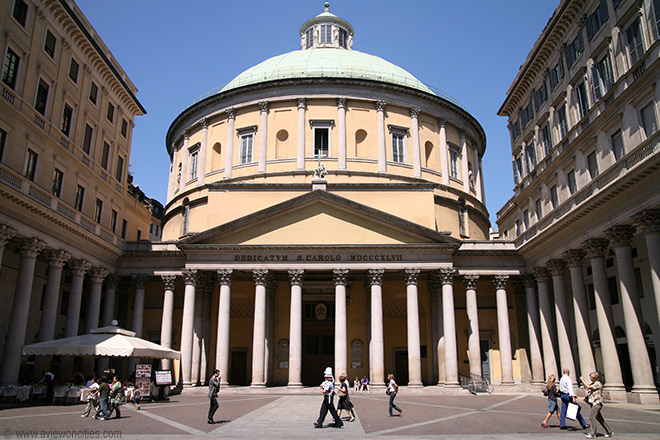 DEDICATVM S. CAROLO MDCCCXLVII
© www.aviewoncities.com